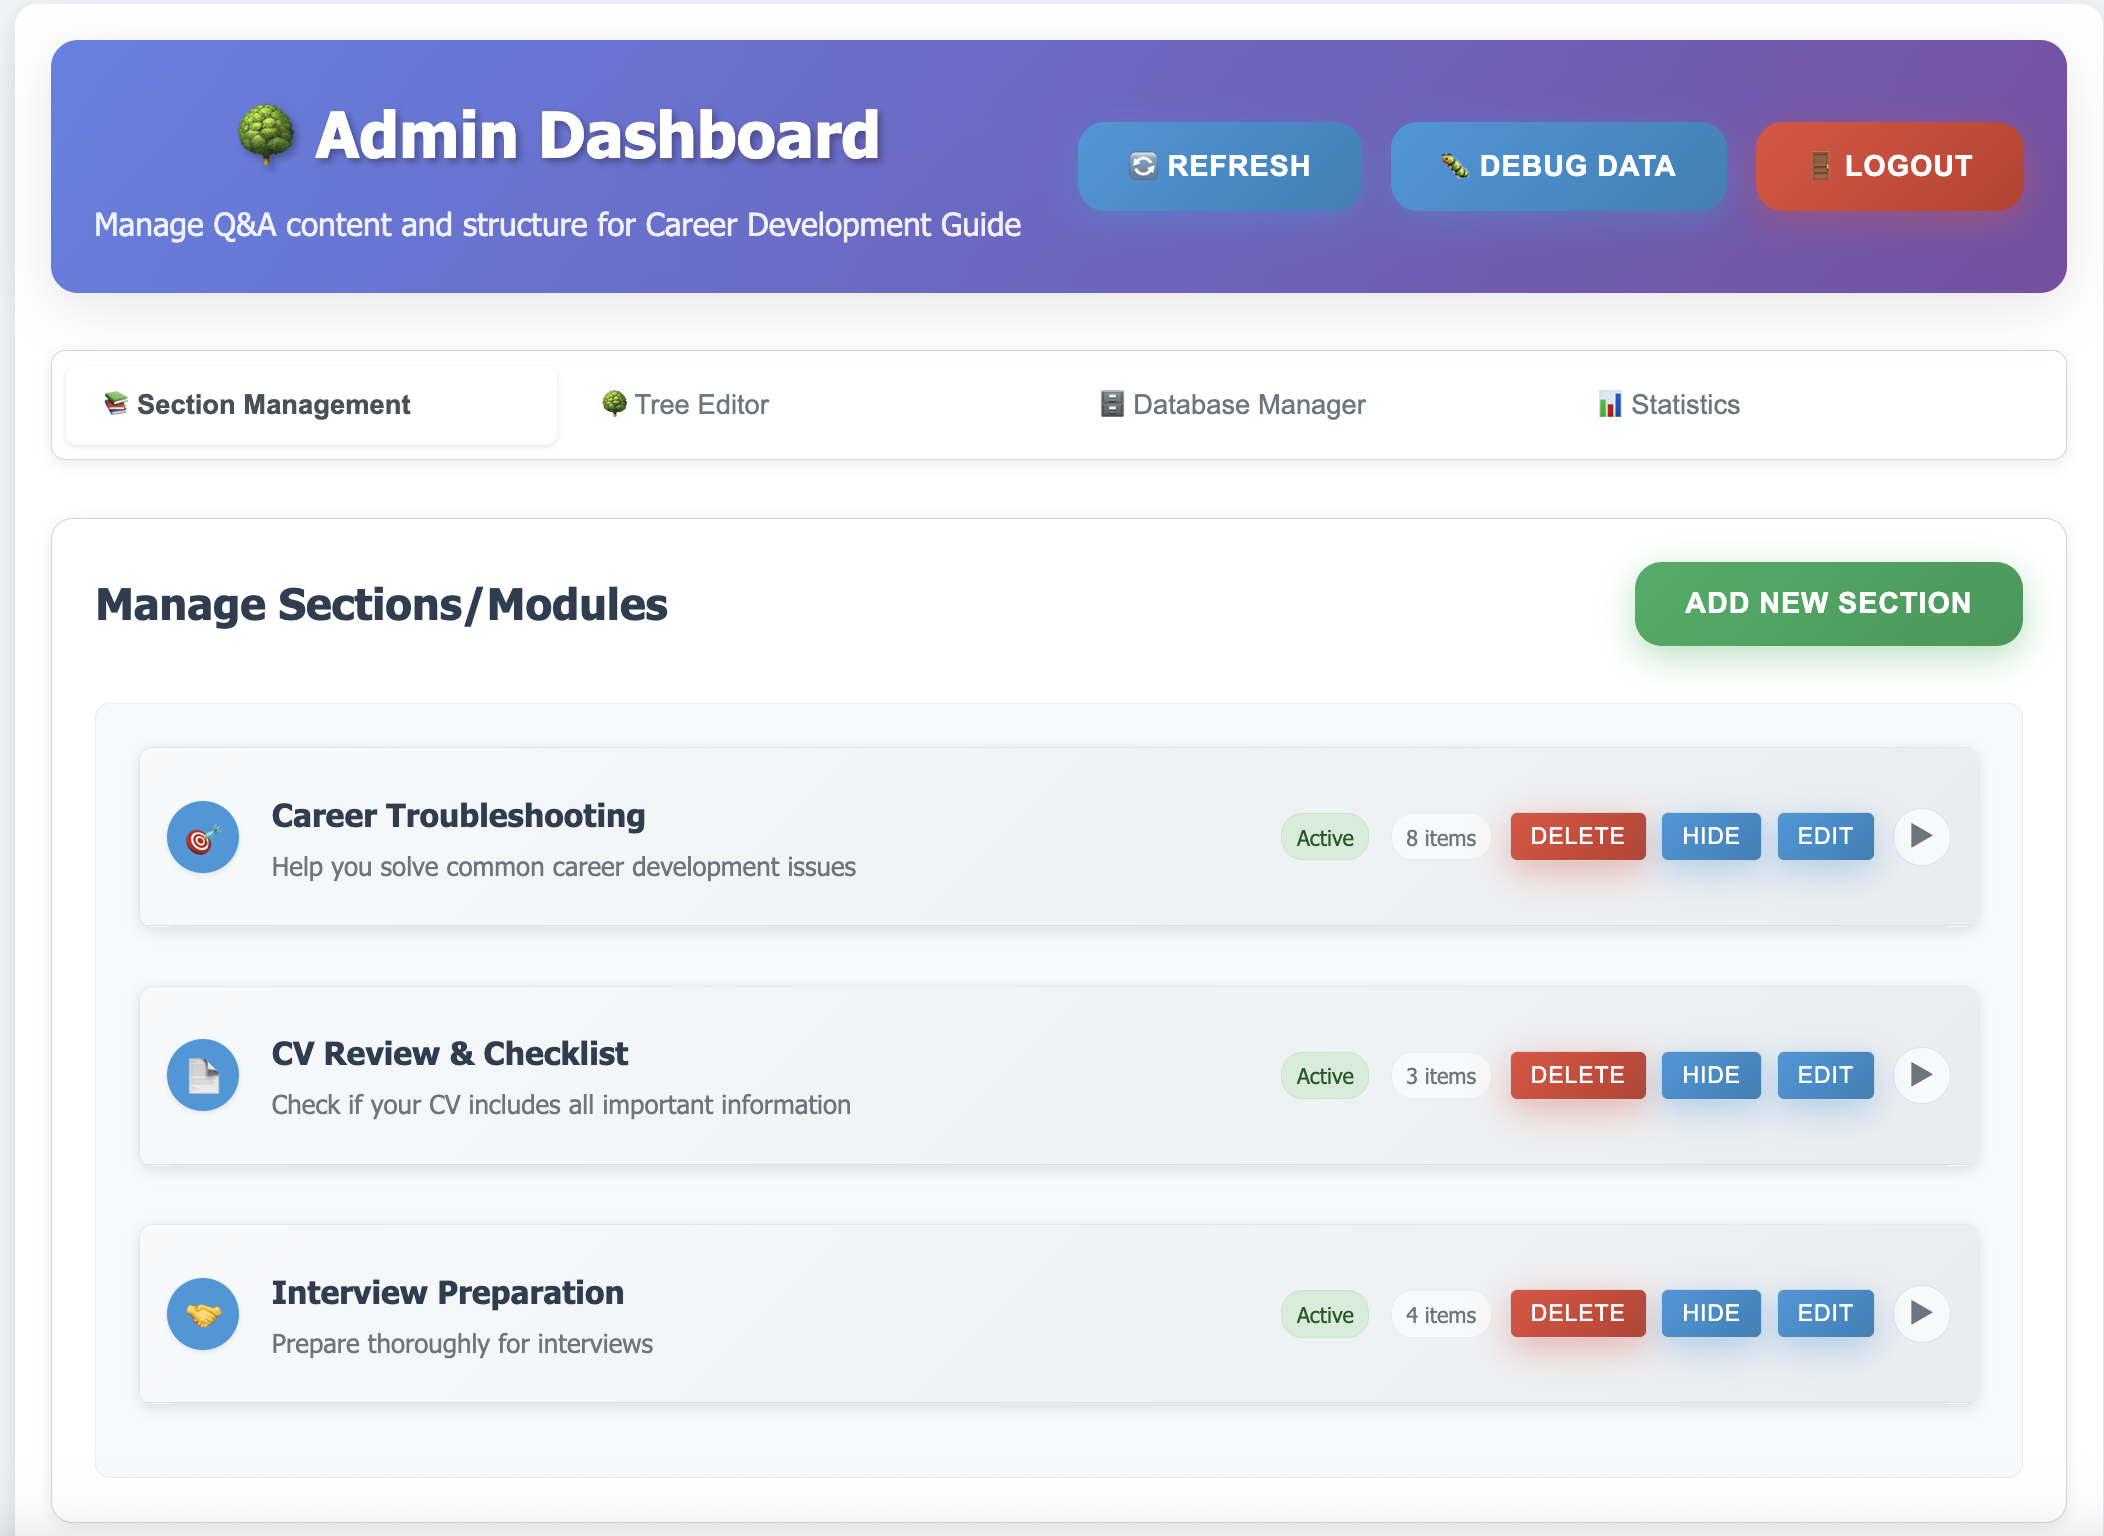 Admin Dashboard
Manage Q&A content and structure for Career Development Guide
REFRESH
DEBUG DATA
LOGOUT
Section Management
Tree Editor
Database Manager
Statistics
Manage Sections/Modules
ADD NEW SECTION
Career Troubleshooting
Help you solve common career development issues
Active
8 items
DELETE
HIDE
EDIT
CV Review & Checklist
Check if your CV includes all important information
Active
3 items
DELETE
HIDE
EDIT
Interview Preparation
Prepare thoroughly for interviews
Active
4 items
DELETE
HIDE
EDIT